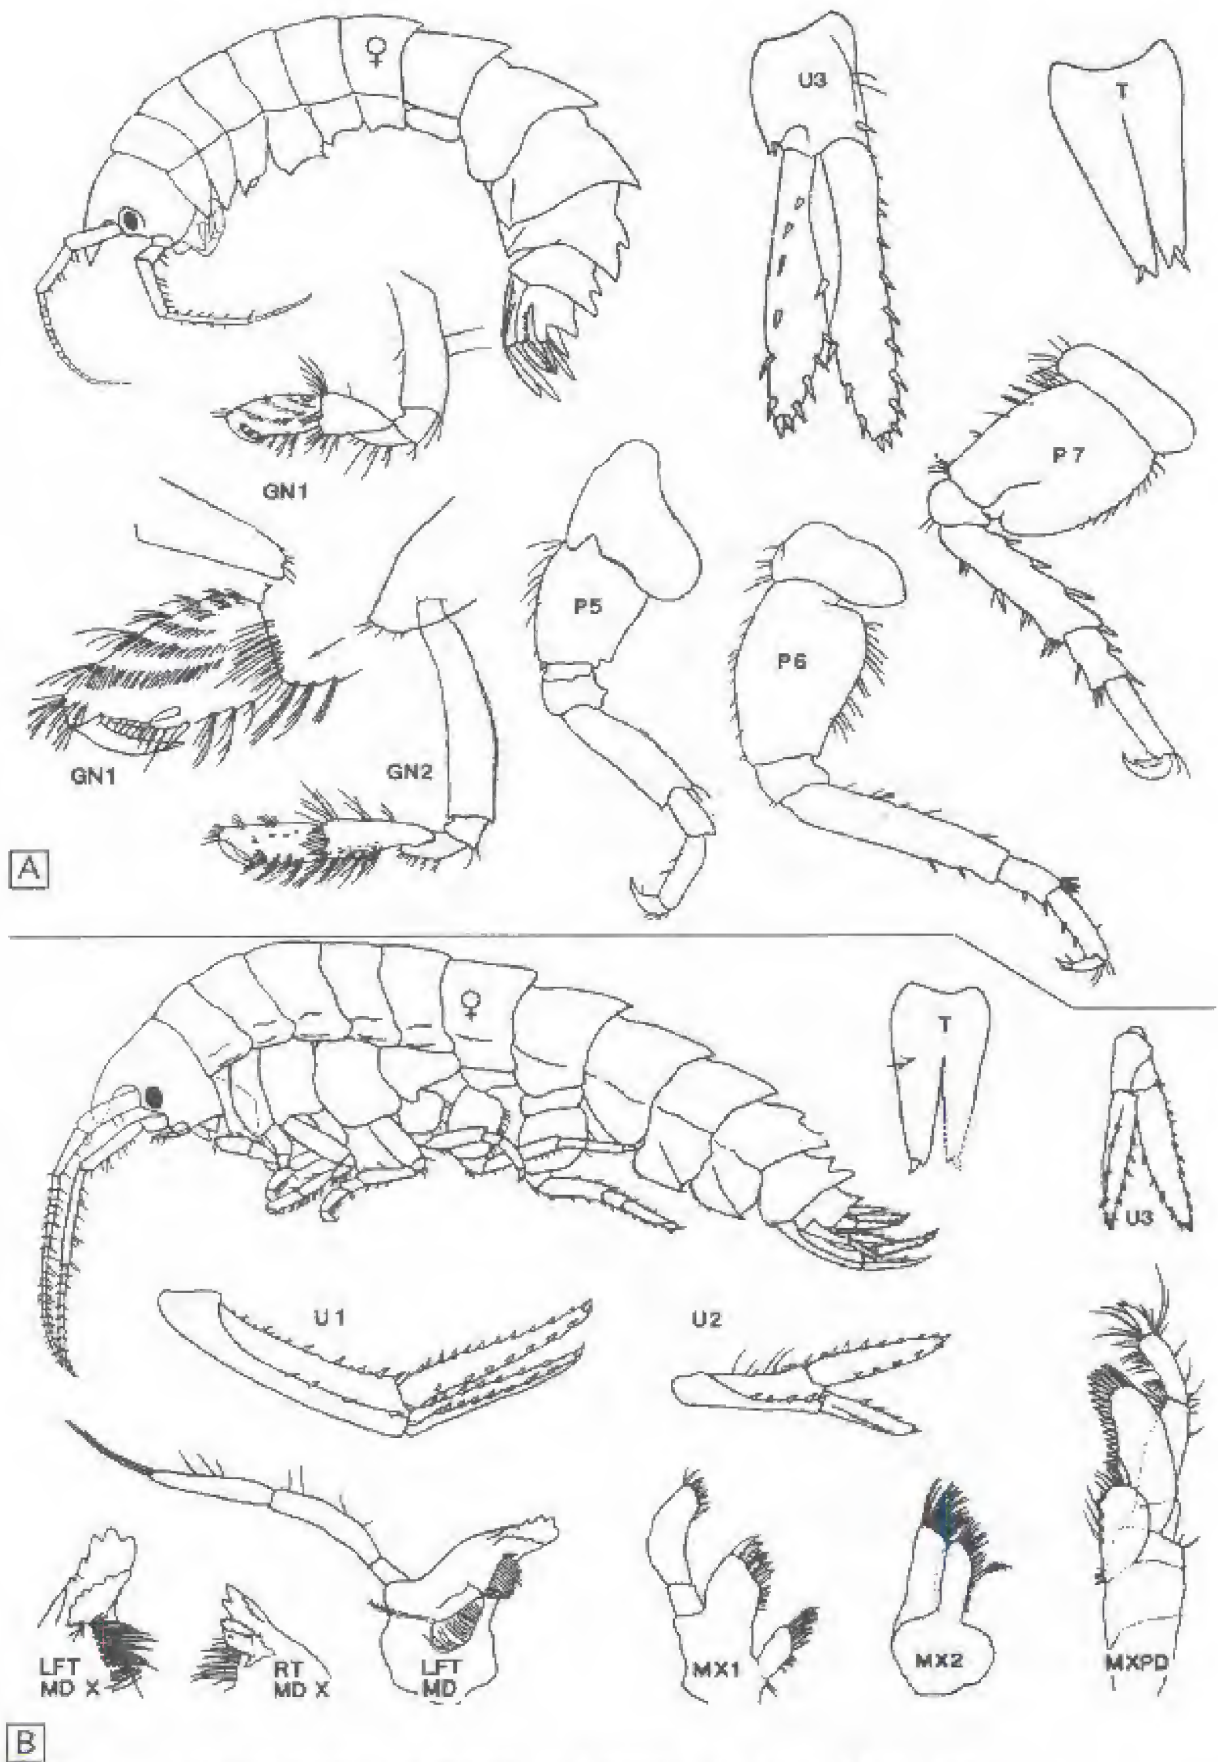 ♀
U3
T
GN1
P7
P5
P6
GN1
GN2
A
♀
T
U3
U1
U2
LFT
MD X
RT
MD X
LFT
MD
MX1
MX2
MXPD
B